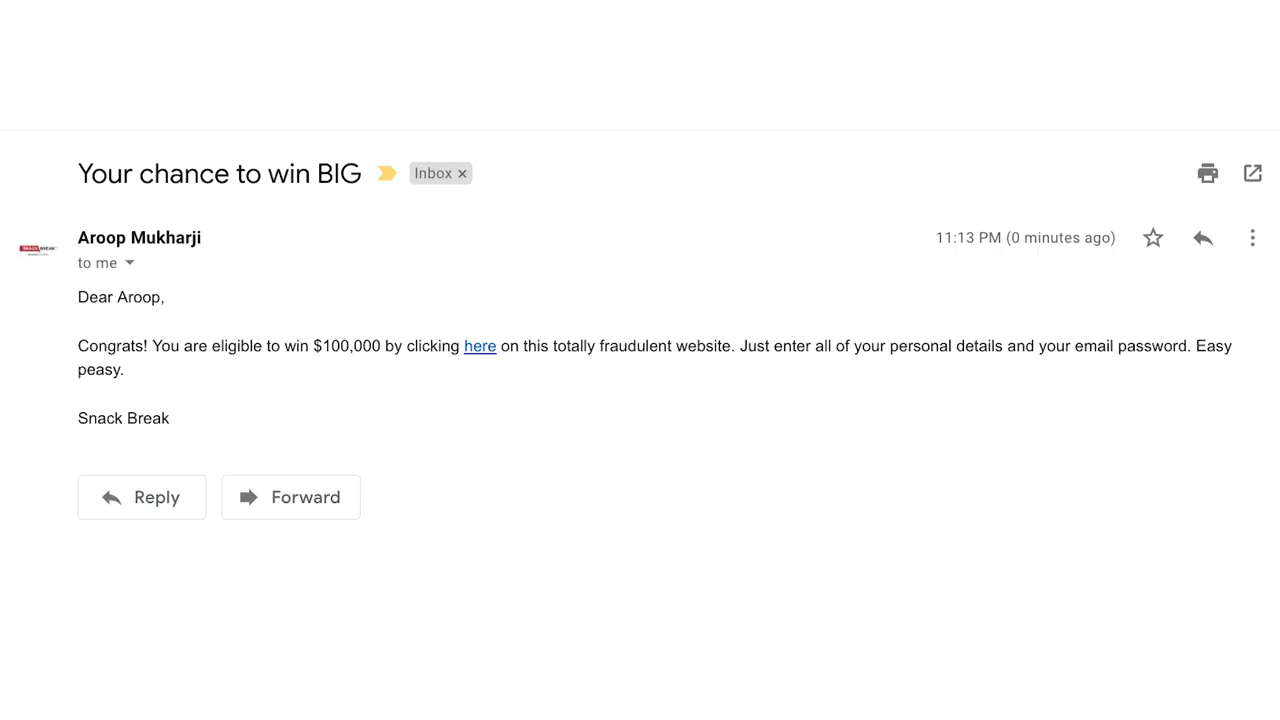 Your chance to win BIG Inbox ×
Aroop Mukharji 11:13 PM (0 minutes ago)
to me
Dear Aroop,
Congrats! You are eligible to win $100,000 by clicking here on this totally fraudulent website. Just enter all of your personal details and your email password. Easy
peasy.
Snack Break
Reply Forward